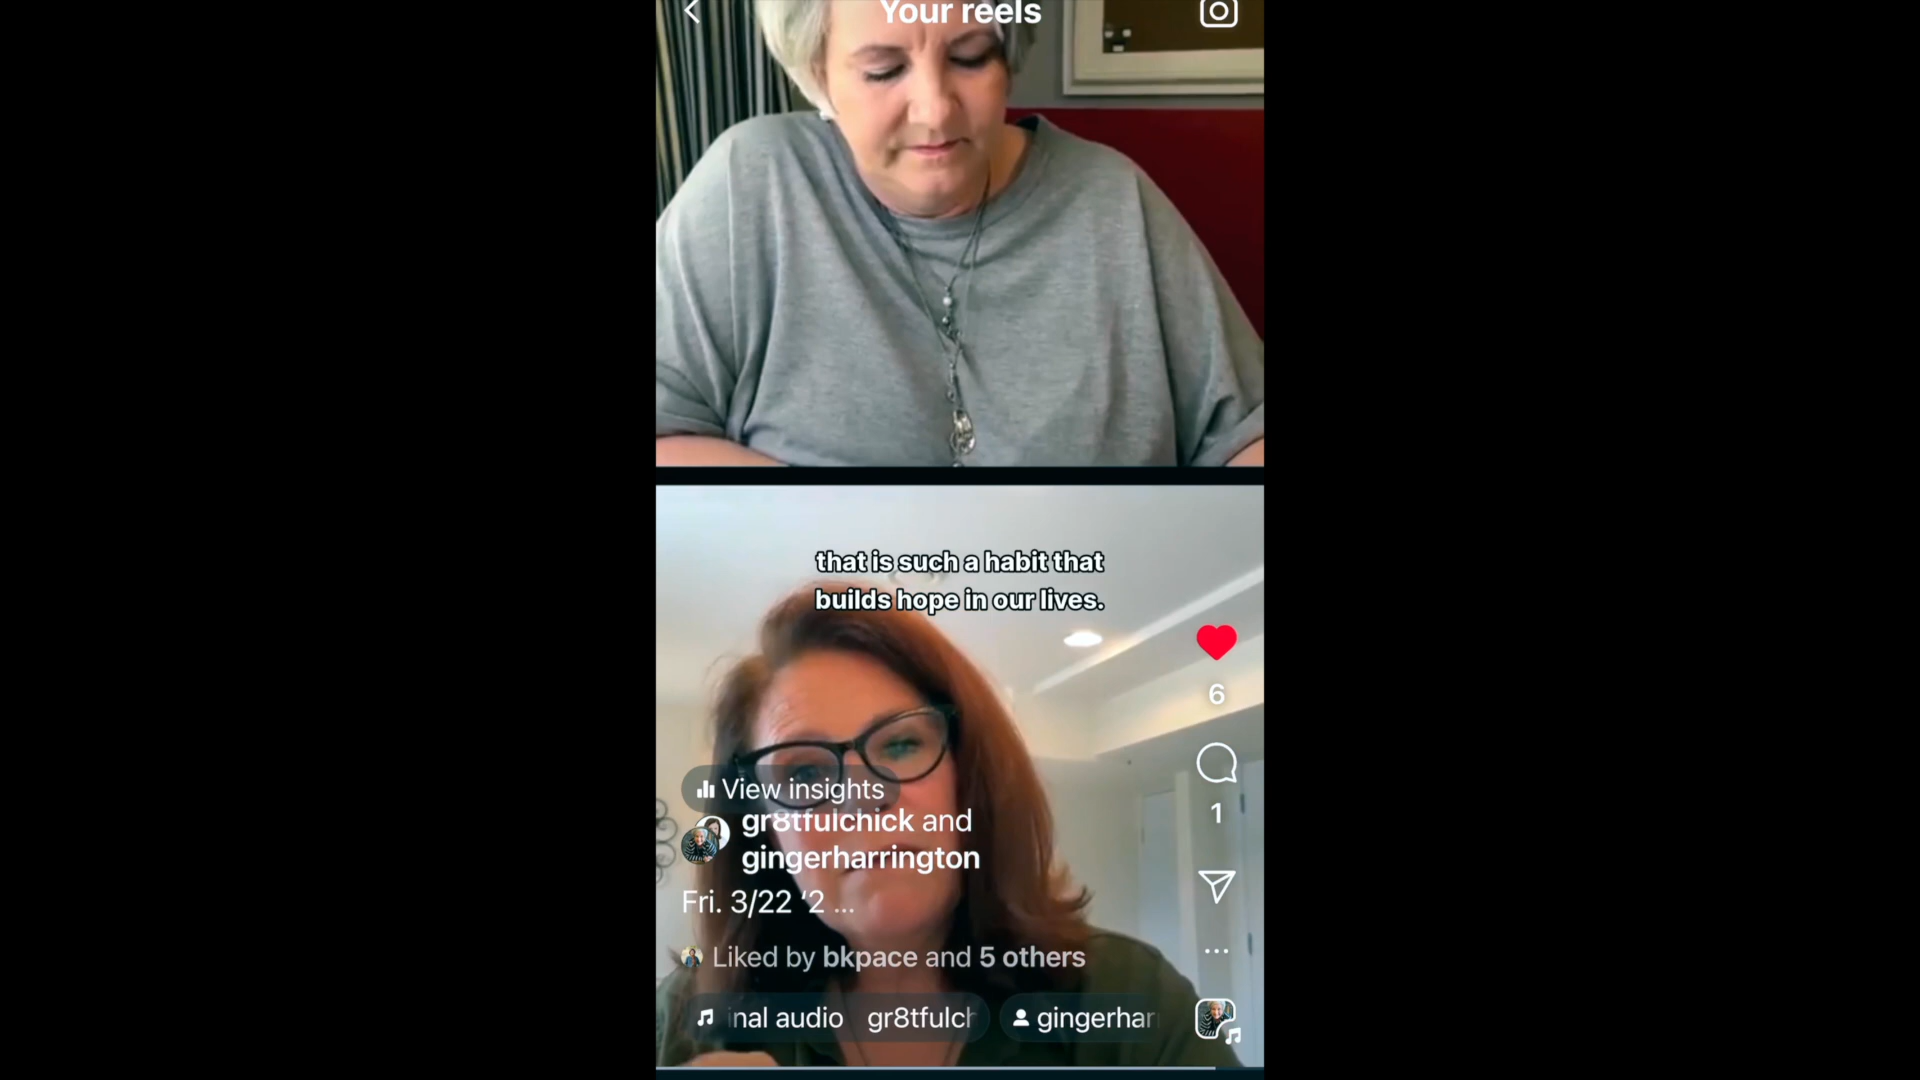 Your reels
that is such a habit that
builds hope in our lives.
6
View insights
1
gr8tfulchick and
gingerharrington
Fri. 3/22 ‘2 ...
Liked by bkpace and 5 others
inal audio gr8tfulch
gingerhar